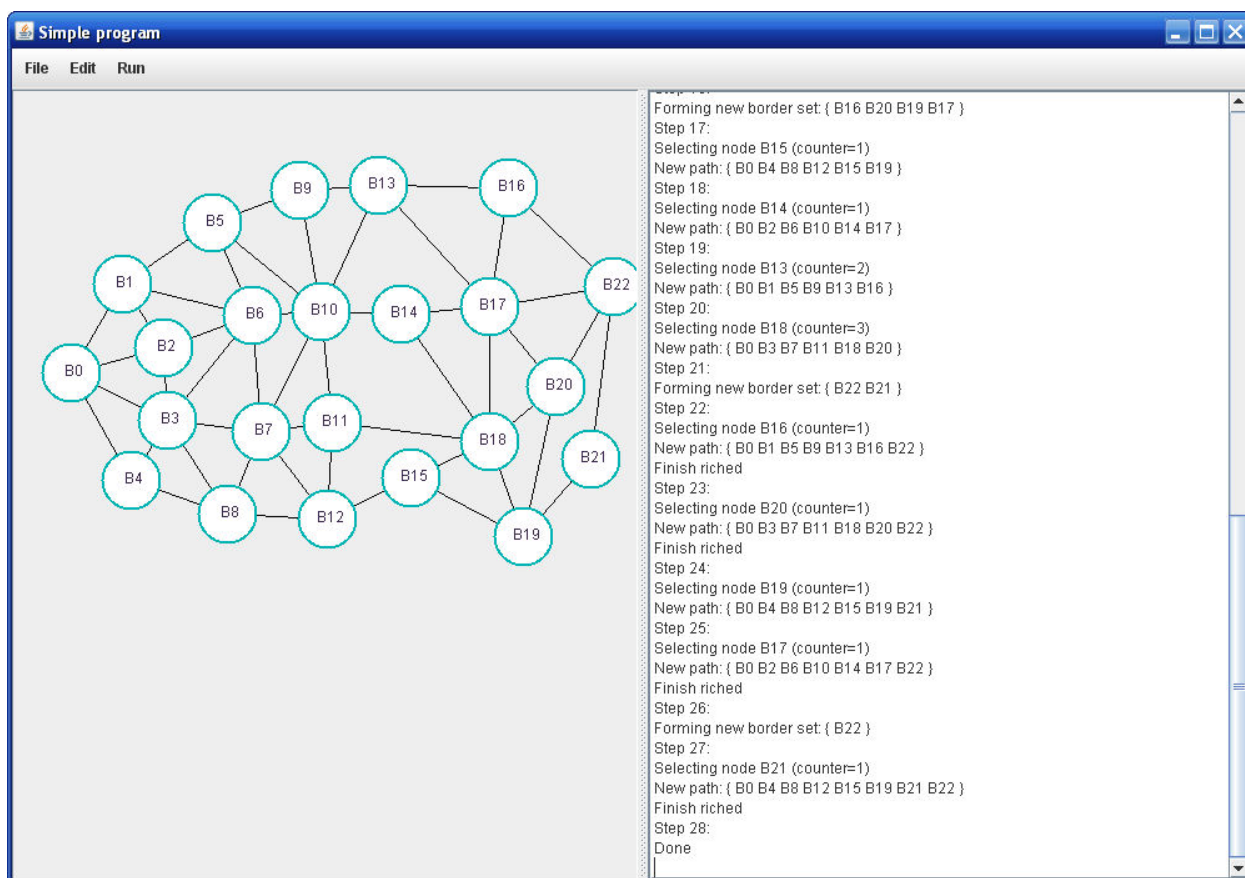 Simple program
File Edit Run
B9
B13
B16
B5
B1
B22
B6
B10
B14
B17
B2
B0
B20
B3
B7
B11
B18
B21
B4
B15
B8
B12
B19
Forming new border set: { B16 B20 B19 B17 }
Step 17:
Selecting node B15 (counter=1)
New path: { B0 B4 B8 B12 B15 B19 }
Step 18:
Selecting node B14 (counter=1)
New path: { B0 B2 B6 B10 B14 B17 }
Step 19:
Selecting node B13 (counter=2)
New path: { B0 B1 B5 B9 B13 B16 }
Step 20:
Selecting node B18 (counter=3)
New path: { B0 B3 B7 B11 B18 B20 }
Step 21:
Forming new border set: { B22 B21 }
Step 22:
Selecting node B16 (counter=1)
New path: { B0 B1 B5 B9 B13 B16 B22 }
Finish riched
Step 23:
Selecting node B20 (counter=1)
New path: { B0 B3 B7 B11 B18 B20 B22 }
Finish riched
Step 24:
Selecting node B19 (counter=1)
New path: { B0 B4 B8 B12 B15 B19 B21 }
Step 25:
Selecting node B17 (counter=1)
New path: { B0 B2 B6 B10 B14 B17 B22 }
Finish riched
Step 26:
Forming new border set: { B22 }
Step 27:
Selecting node B21 (counter=1)
New path: { B0 B4 B8 B12 B15 B19 B21 B22 }
Finish riched
Step 28:
Done